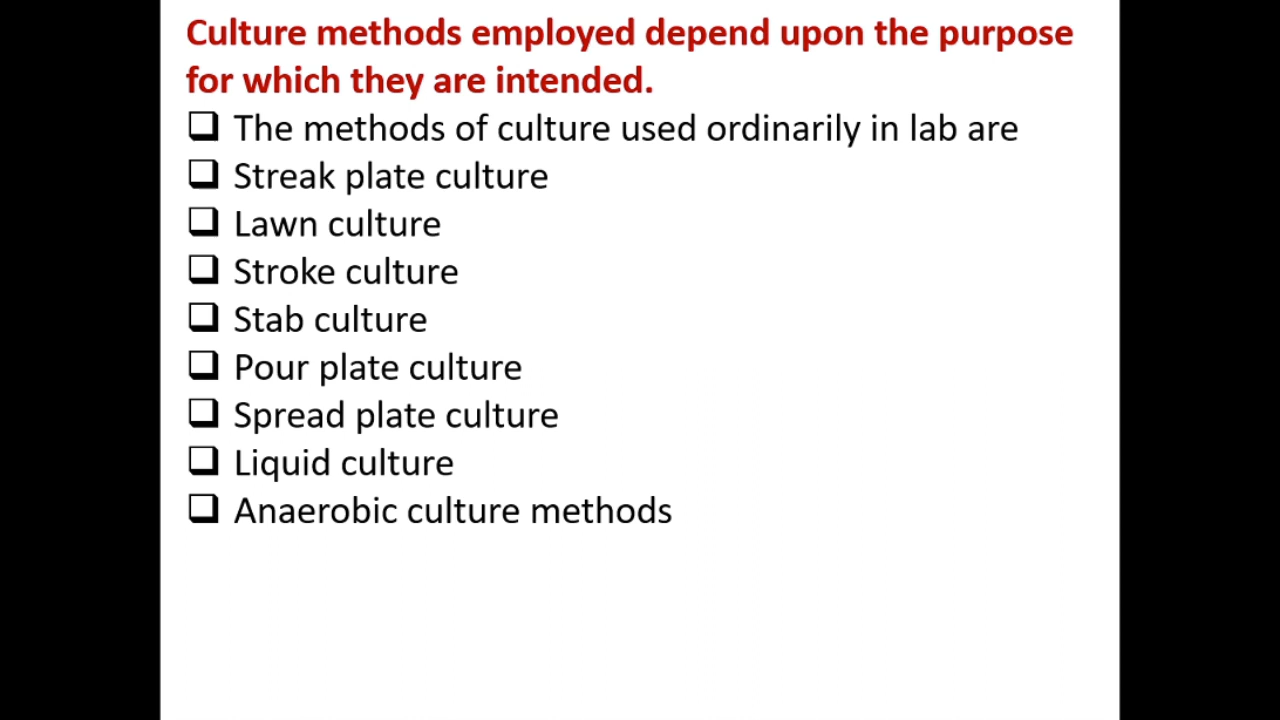 Culture methods employed depend upon the purpose
for which they are intended.
❑ The methods of culture used ordinarily in lab are
❑ Streak plate culture
❑ Lawn culture
❑ Stroke culture
❑ Stab culture
❑ Pour plate culture
❑ Spread plate culture
❑ Liquid culture
❑ Anaerobic culture methods